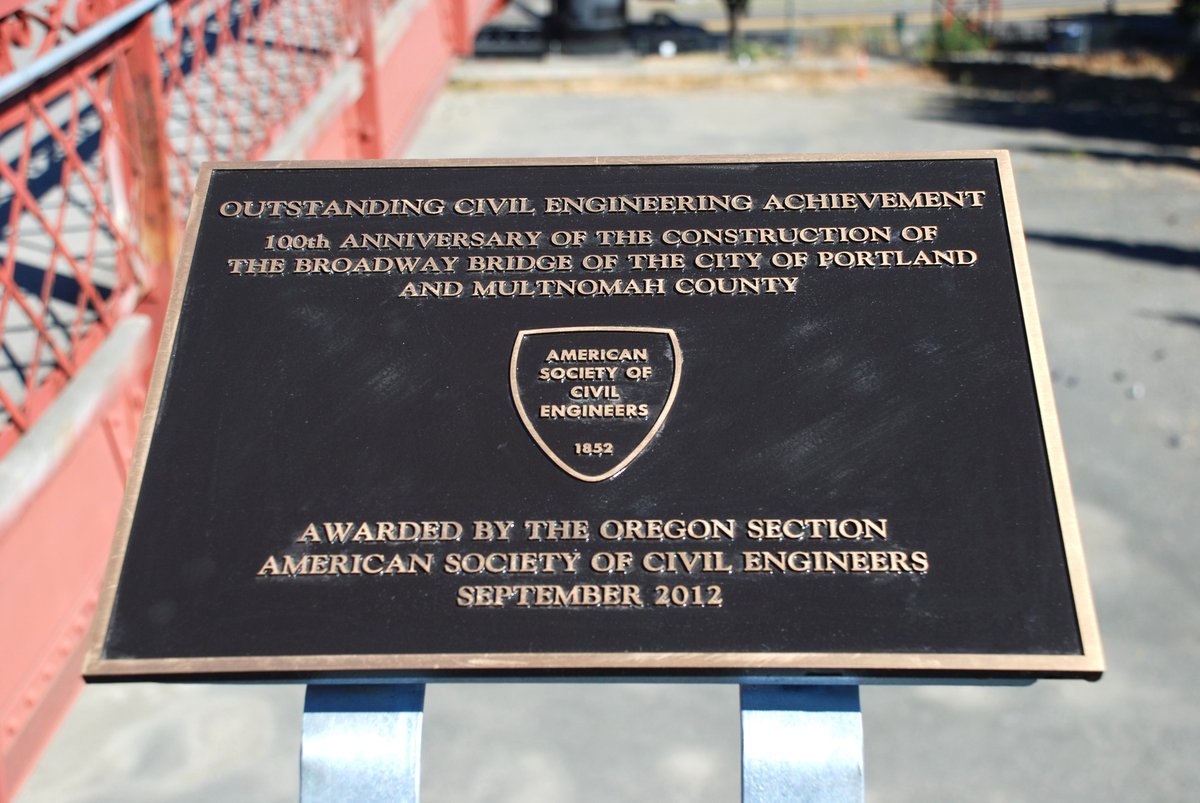 OUTSTANDING CIVIL ENGINEERING ACHIEVEMENT
100th ANNIVERSARY OF THE CONSTRUCTION OF
THE BROADWAY BRIDGE OF THE CITY OF PORTLAND
AND MULTNOMAH COUNTY
AMERICAN
SOCIETY OF
CIVIL
ENGINEERS
1852
AWARDED BY THE OREGON SECTION
AMERICAN SOCIETY OF CIVIL ENGINEERS
SEPTEMBER 2012